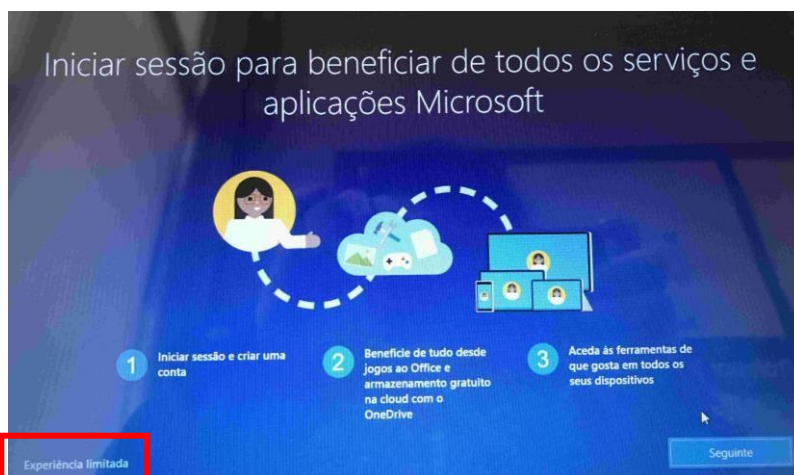 Iniciar sessão para beneficiar de todos os serviços e
aplicações Microsoft
1
Iniciar sessão e criar uma
conta
2
Beneficie de tudo desde
jogos ao Office e
armazenamento gratuito
na cloud com o
OneDrive
3
Aceda às ferramentas de
que gosta em todos os
seus dispositivos
Experiência limitada
Seguinte